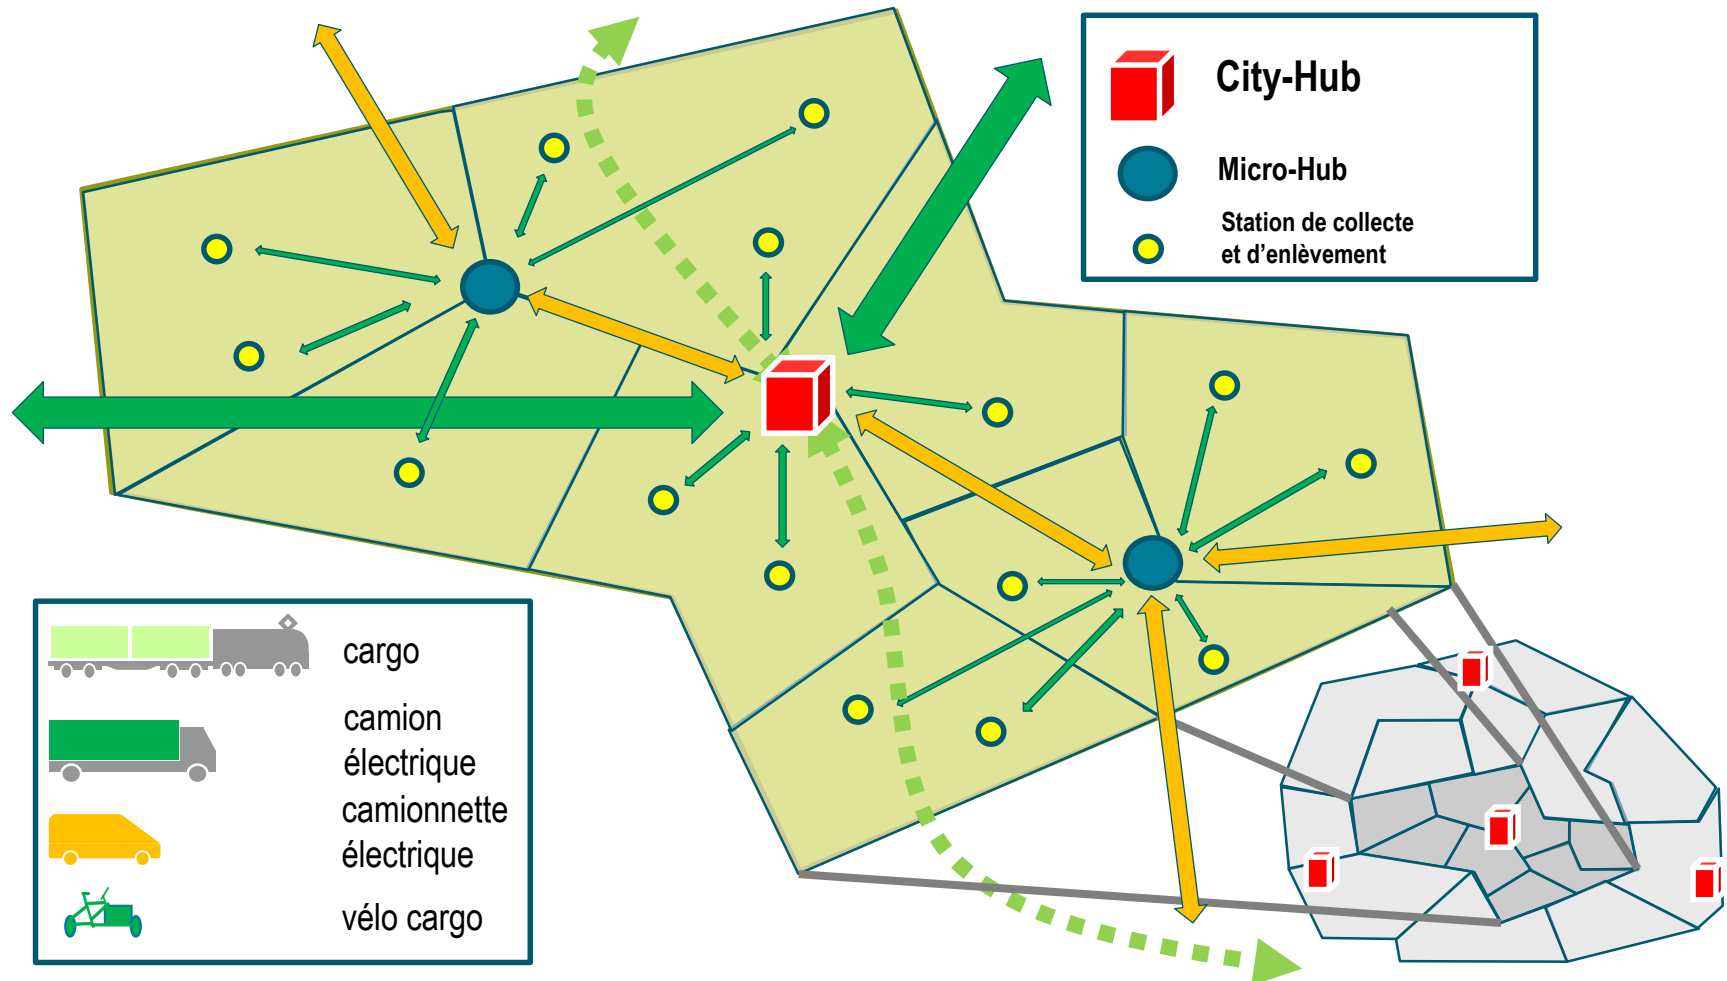 City-Hub
Micro-Hub
Station de collecte
et d'enlèvement
cargo
camion
électrique
camionnette
électrique
vélo cargo